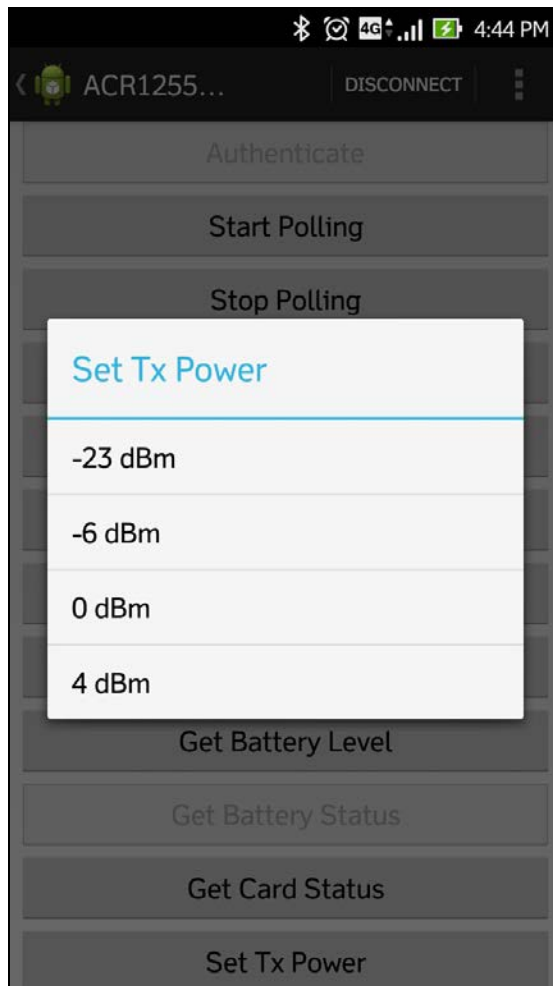 4G 4:44 PM
ACR1255... DISCONNECT
Authenticate
Start Polling
Stop Polling
Set Tx Power
-23 dBm
-6 dBm
0 dBm
4 dBm
Get Battery Level
Get Battery Status
Get Card Status
Set Tx Power